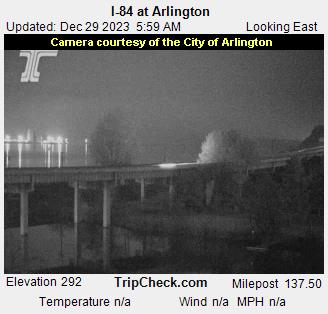 I-84 at Arlington
Updated: Dec 29 2023 5:59 AM Looking East
Camera courtesy of the City of Arlington
Elevation 292 TripCheck.com Milepost 137.50
Temperature n/a Wind n/a MPH n/a